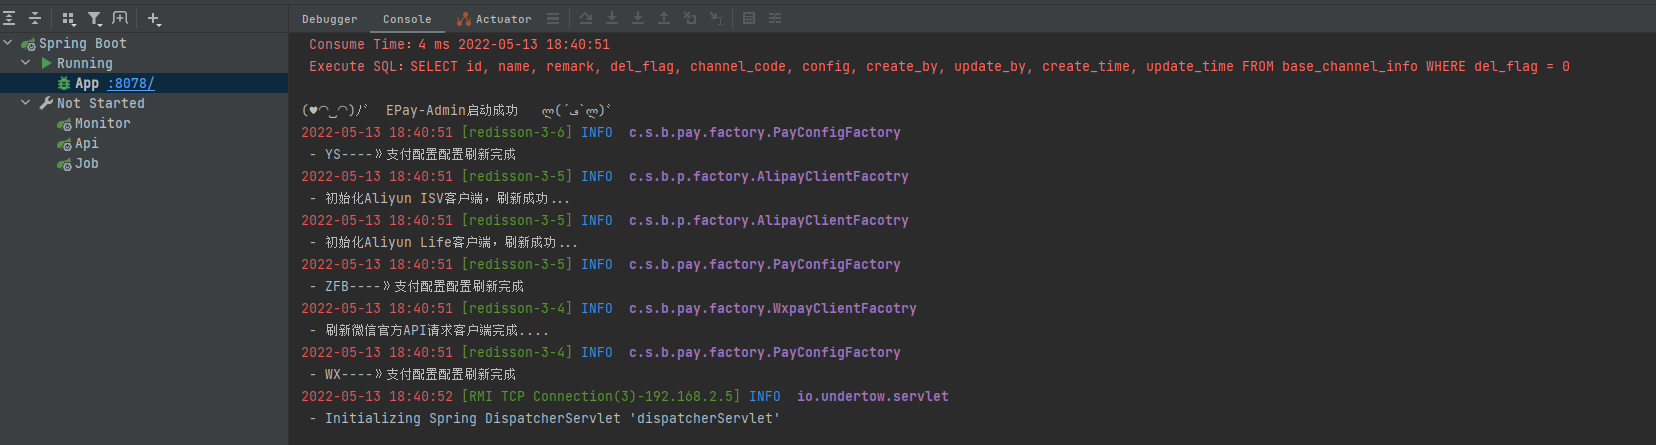 Debugger Console Actuator
Spring Boot
Running
App :8078/
Not Started
Monitor
Api
Job
Consume Time：4 ms 2022-05-13 18:40:51
Execute SQL：SELECT id, name, remark, del_flag, channel_code, config, create_by, update_by, create_time, update_time FROM base_channel_info WHERE del_flag = 0
(♥◠‿◠)ﾉﾞ  EPay-Admin启动成功   ლ(´ڡ`ლ)ﾞ
2022-05-13 18:40:51 [redisson-3-6] INFO  c.s.b.pay.factory.PayConfigFactory
- YS----》支付配置配置刷新完成
2022-05-13 18:40:51 [redisson-3-5] INFO  c.s.b.p.factory.AlipayClientFacotry
- 初始化Aliyun ISV客户端，刷新成功...
2022-05-13 18:40:51 [redisson-3-5] INFO  c.s.b.p.factory.AlipayClientFacotry
- 初始化Aliyun Life客户端，刷新成功...
2022-05-13 18:40:51 [redisson-3-5] INFO  c.s.b.pay.factory.PayConfigFactory
- ZFB----》支付配置配置刷新完成
2022-05-13 18:40:51 [redisson-3-4] INFO  c.s.b.pay.factory.WxpayClientFacotry
- 刷新微信官方API请求客户端完成....
2022-05-13 18:40:51 [redisson-3-4] INFO  c.s.b.pay.factory.PayConfigFactory
- WX----》支付配置配置刷新完成
2022-05-13 18:40:52 [RMI TCP Connection(3)-192.168.2.5] INFO  io.undertow.servlet
- Initializing Spring DispatcherServlet 'dispatcherServlet'